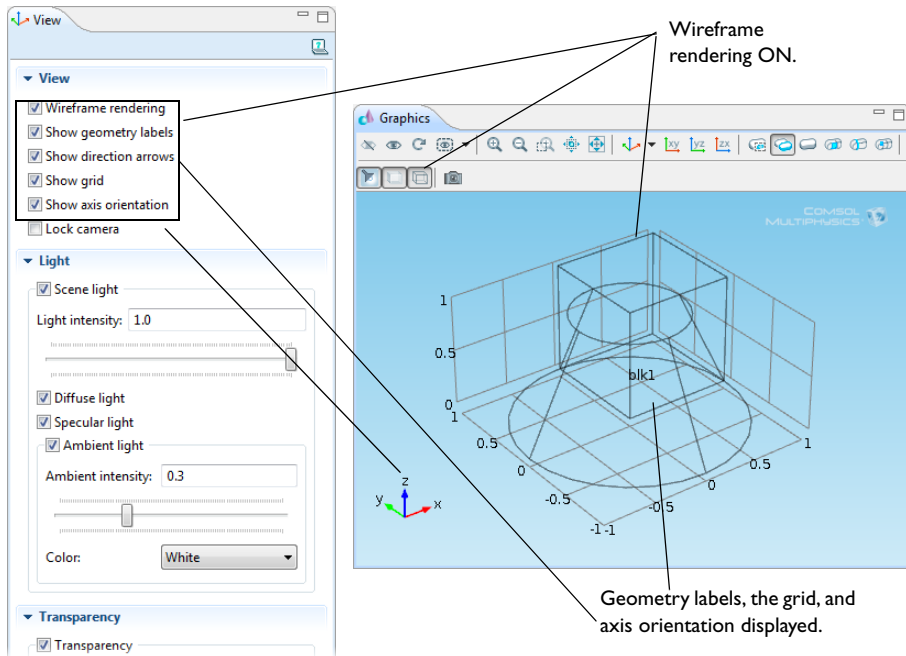 View
View
Wireframe rendering
Show geometry labels
Show direction arrows
Show grid
Show axis orientation
Lock camera
Light
Scene light
Light intensity: 1.0
Diffuse light
Specular light
Ambient light
Ambient intensity: 0.3
Color: White
Transparency
Transparency
Wireframe
rendering ON.
Graphics
xy yz zx
COMSOL
MULTIPHYSICS
1
0.5
0
1
0.5
0
-0.5
-1
-1
-0.5
0
0.5
1
blk1
z
y
x
Geometry labels, the grid, and
axis orientation displayed.